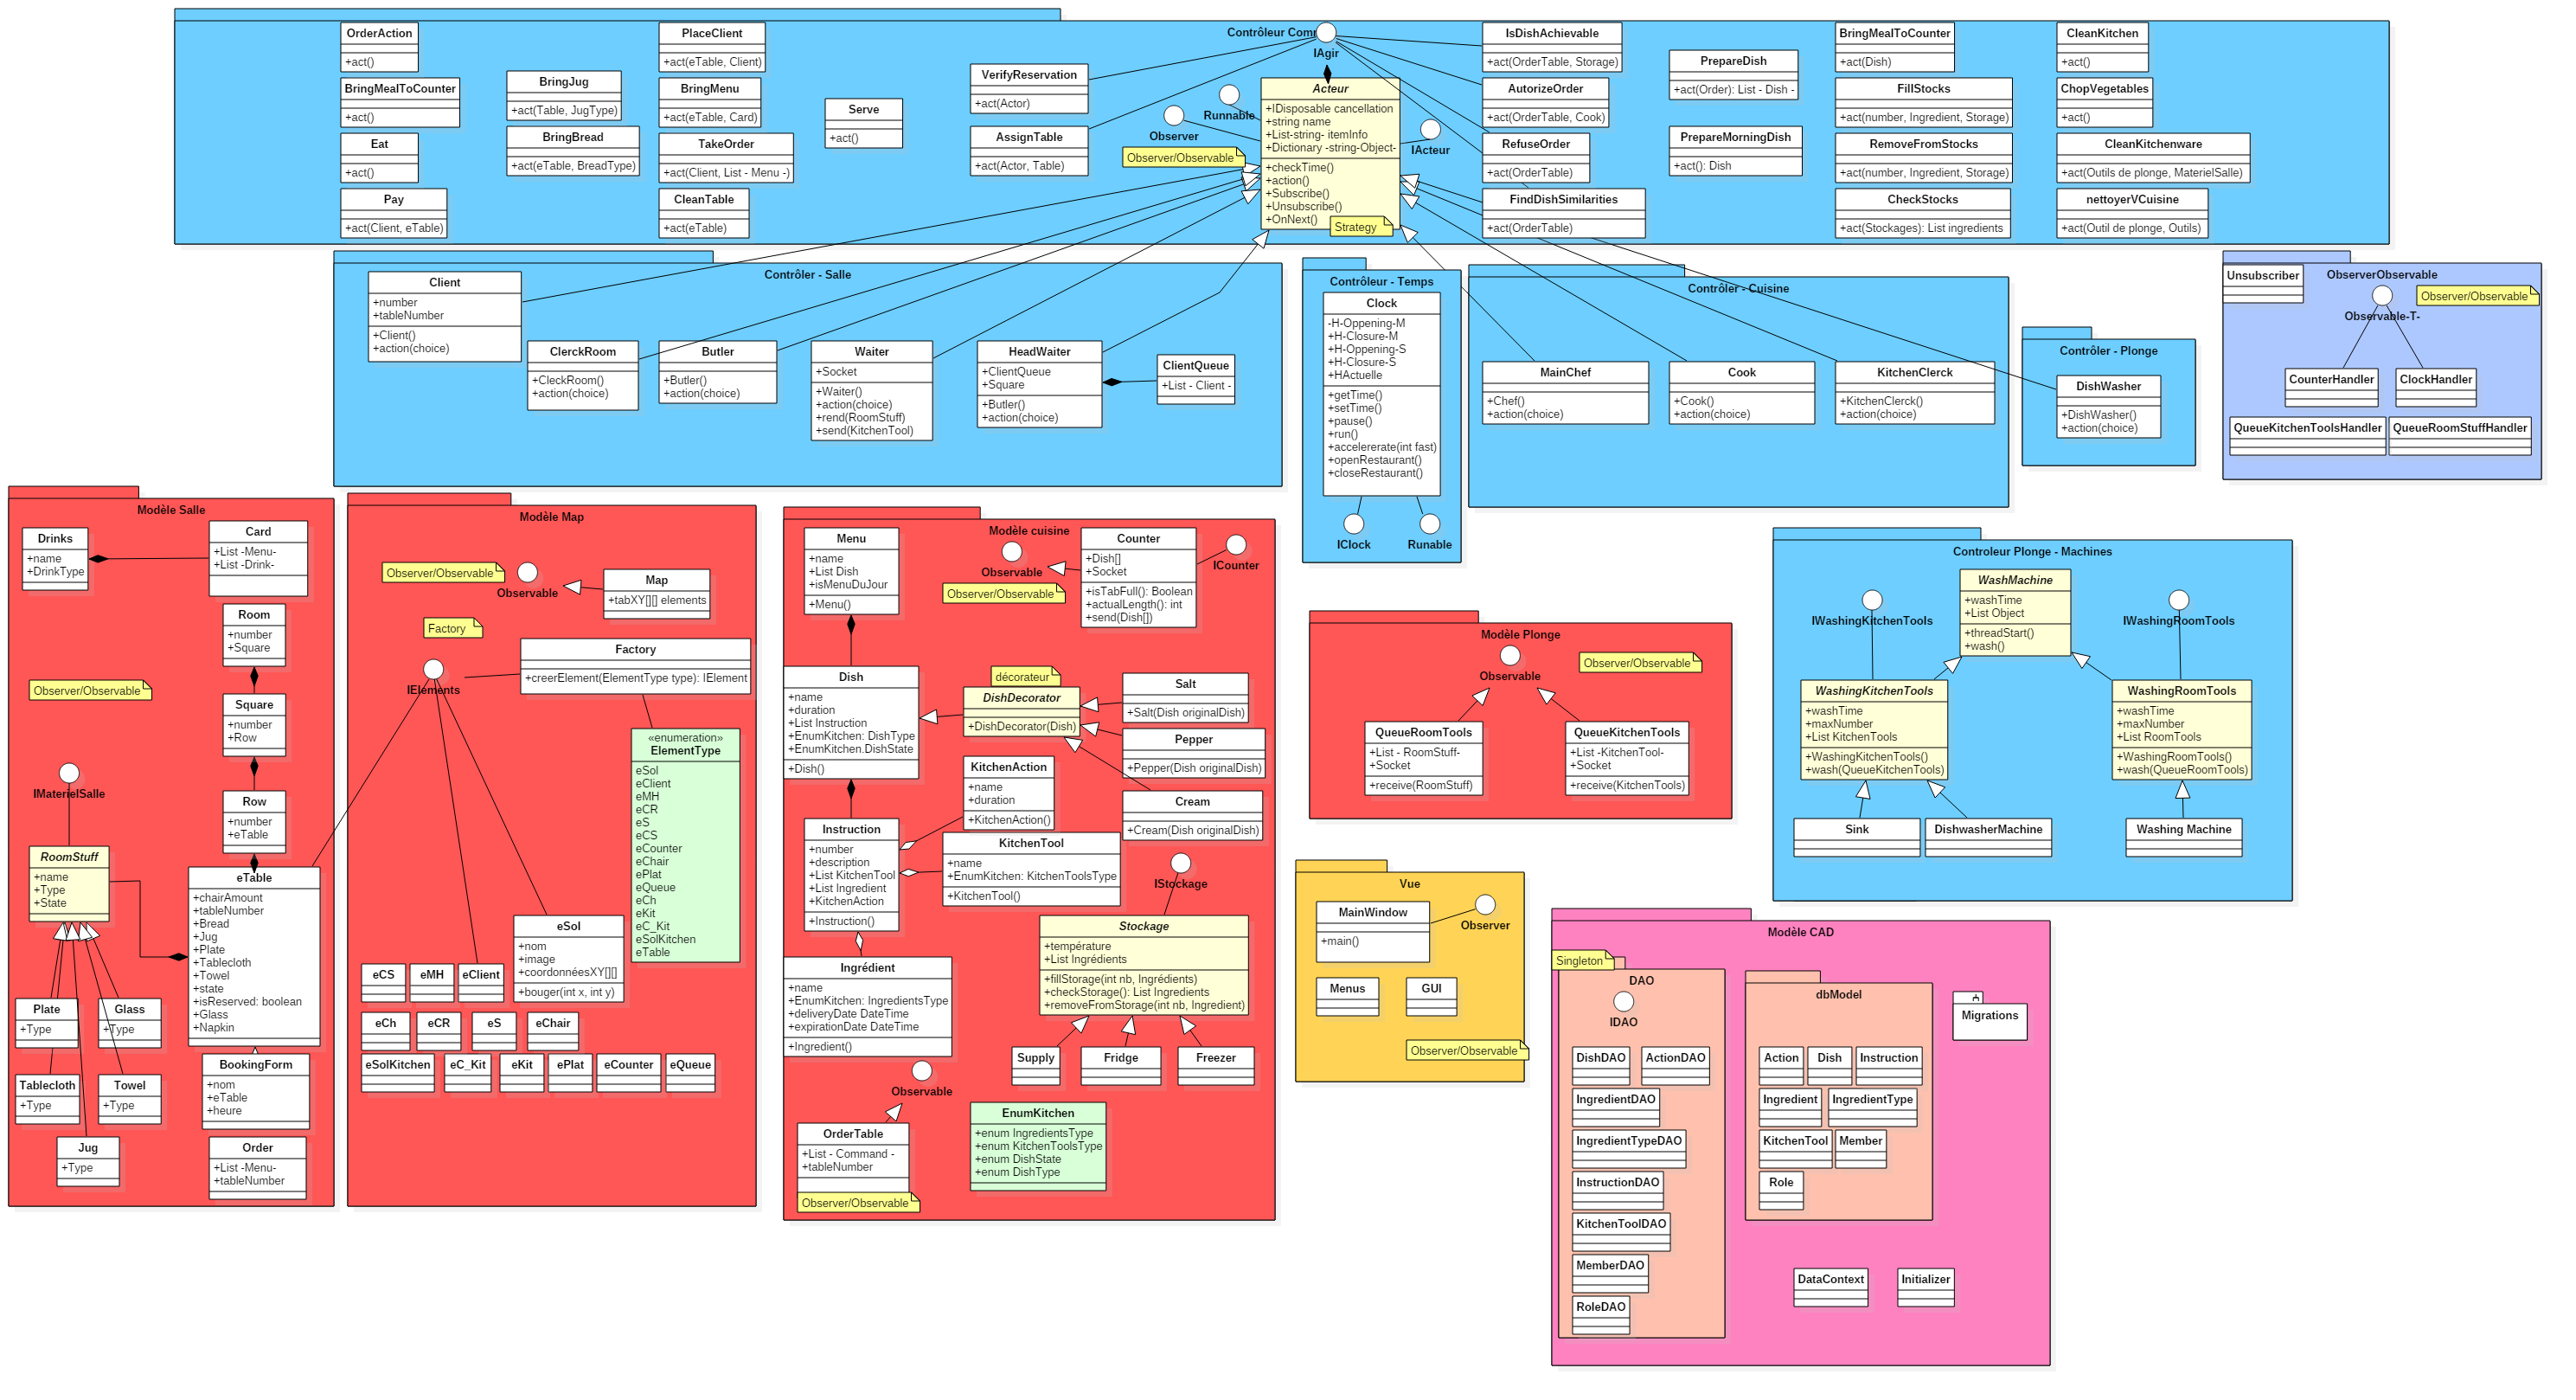 Contrôleur Com
IAgir
OrderAction
+act()
BringMealToCounter
+act()
Eat
+act()
Pay
+act(Client, eTable)
BringJug
+act(Table, JugType)
BringBread
+act(eTable, BreadType)
PlaceClient
+act(eTable, Client)
BringMenu
+act(eTable, Card)
TakeOrder
+act(Client, List - Menu -)
CleanTable
+act(eTable)
Serve
+act()
VerifyReservation
+act(Actor)
AssignTable
+act(Actor, Table)
Observer
Runnable
IActeur
Observer/Observable
Acteur
+IDisposable cancellation
+string name
+List-string- itemInfo
+Dictionary -string-Object-
+checkTime()
+action()
+Subscribe()
+Unsubscribe()
+OnNext()
Strategy
IsDishAchievable
+act(OrderTable, Storage)
AutorizeOrder
+act(OrderTable, Cook)
RefuseOrder
+act(OrderTable)
FindDishSimilarities
+act(OrderTable)
PrepareDish
+act(Order): List - Dish -
PrepareMorningDish
+act(): Dish
BringMealToCounter
+act(Dish)
FillStocks
+act(number, Ingredient, Storage)
RemoveFromStocks
+act(number, Ingredient, Storage)
CheckStocks
+act(Stockages): List ingredients
CleanKitchen
+act()
ChopVegetables
+act()
CleanKitchenware
+act(Outils de plonge, MaterielSalle)
nettoyerVCuisine
+act(Outil de plonge, Outils)
Contrôler - Salle
Client
+number
+tableNumber
+Client()
+action(choice)
ClerckRoom
+CleckRoom()
+action(choice)
Butler
+Butler()
+action(choice)
Waiter
+Socket
+Waiter()
+action(choice)
+rend(RoomStuff)
+send(KitchenTool)
HeadWaiter
+ClientQueue
+Square
+Butler()
+action(choice)
ClientQueue
+List - Client -
Contrôleur - Temps
Clock
-H-Oppening-M
+H-Closure-M
+H-Oppening-S
+H-Closure-S
+HActuelle
+getTime()
+setTime()
+pause()
+run()
+accelererate(int fast)
+openRestaurant()
+closeRestaurant()
IClock
Runable
Contrôler - Cuisine
MainChef
+Chef()
+action(choice)
Cook
+Cook()
+action(choice)
KitchenClerck
+KitchenClerck()
+action(choice)
Contrôler - Plonge
DishWasher
+DishWasher()
+action(choice)
ObserverObservable
Unsubscriber
Observer/Observable
Observable-T-
CounterHandler
ClockHandler
QueueKitchenToolsHandler
QueueRoomStuffHandler
Modèle Salle
Drinks
+name
+DrinkType
Card
+List -Menu-
+List -Drink-
Room
+number
+Square
Observer/Observable
Square
+number
+Row
IMaterielSalle
Row
+number
+eTable
RoomStuff
+name
+Type
+State
eTable
+chairAmount
+tableNumber
+Bread
+Jug
+Plate
+Tablecloth
+Towel
+state
+isReserved: boolean
+Glass
+Napkin
Plate
+Type
Glass
+Type
Tablecloth
+Type
Towel
+Type
Jug
+Type
BookingForm
+nom
+eTable
+heure
Order
+List -Menu-
+tableNumber
Modèle Map
Observer/Observable
Observable
Map
+tabXY[][] elements
Factory
IElements
Factory
+creerElement(ElementType type): IElement
«enumeration»
ElementType
eSol
eClient
eMH
eCR
eS
eCS
eCounter
eChair
ePlat
eQueue
eCh
eKit
eC_Kit
eSolKitchen
eTable
eSol
+nom
+image
+coordonnéesXY[][]
+bouger(int x, int y)
eCS
eMH
eClient
eCh
eCR
eS
eChair
eSolKitchen
eC_Kit
eKit
ePlat
eCounter
eQueue
Modèle cuisine
Menu
+name
+List Dish
+isMenuDuJour
+Menu()
Observable
Observer/Observable
Counter
+Dish[]
+Socket
+isTabFull(): Boolean
+actualLength(): int
+send(Dish[])
ICounter
Dish
+name
+duration
+List Instruction
+EnumKitchen: DishType
+EnumKitchen.DishState
+Dish()
décorateur
DishDecorator
+DishDecorator(Dish)
Salt
+Salt(Dish originalDish)
Pepper
+Pepper(Dish originalDish)
Cream
+Cream(Dish originalDish)
KitchenAction
+name
+duration
+KitchenAction()
Instruction
+number
+description
+List KitchenTool
+List Ingredient
+KitchenAction
+Instruction()
KitchenTool
+name
+EnumKitchen: KitchenToolsType
+KitchenTool()
IStockage
Stockage
+température
+List Ingrédients
+fillStorage(int nb, Ingrédients)
+checkStorage(): List Ingredients
+removeFromStorage(int nb, Ingredient)
Ingrédient
+name
+EnumKitchen: IngredientsType
+deliveryDate DateTime
+expirationDate DateTime
+Ingredient()
Supply
Fridge
Freezer
Observable
OrderTable
+List - Command -
+tableNumber
Observer/Observable
EnumKitchen
+enum IngredientsType
+enum KitchenToolsType
+enum DishState
+enum DishType
Modèle Plonge
Observable
Observer/Observable
QueueRoomTools
+List - RoomStuff-
+Socket
+receive(RoomStuff)
QueueKitchenTools
+List -KitchenTool-
+Socket
+receive(KitchenTools)
Controleur Plonge - Machines
IWashingKitchenTools
WashMachine
+washTime
+List Object
+threadStart()
+wash()
IWashingRoomTools
WashingKitchenTools
+washTime
+maxNumber
+List KitchenTools
+WashingKitchenTools()
+wash(QueueKitchenTools)
WashingRoomTools
+washTime
+maxNumber
+List RoomTools
+WashingRoomTools()
+wash(QueueRoomTools)
Sink
DishwasherMachine
Washing Machine
Vue
MainWindow
+main()
Observer
Menus
GUI
Observer/Observable
Modèle CAD
Singleton
DAO
IDAO
DishDAO
ActionDAO
IngredientDAO
IngredientTypeDAO
InstructionDAO
KitchenToolDAO
MemberDAO
RoleDAO
dbModel
Action
Dish
Instruction
Ingredient
IngredientType
KitchenTool
Member
Role
Migrations
DataContext
Initializer